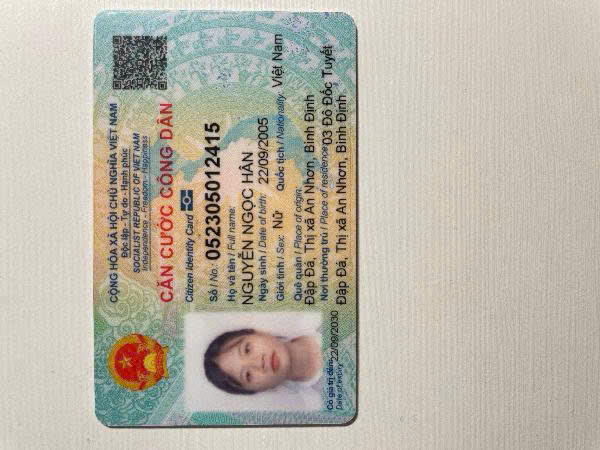 CỘNG HÒA XÃ HỘI CHỦ NGHĨA VIỆT NAM
Độc lập - Tự do - Hạnh phúc
SOCIALIST REPUBLIC OF VIET NAM
Independence - Freedom - Happiness
CĂN CƯỚC CÔNG DÂN
Citizen Identity Card
Số / No.: 052305012415
Họ và tên / Full name:
NGUYỄN NGỌC HÂN
Ngày sinh / Date of birth: 22/09/2005
Giới tính / Sex: Nữ Quốc tịch / Nationality: Việt Nam
Quê quán / Place of origin:
Đập Đá, Thị xã An Nhơn, Bình Định
Nơi thường trú / Place of residence: 03 Đô Đốc Tuyết
Đập Đá, Thị xã An Nhơn, Bình Định
Có giá trị đến: 22/09/2030
Date of expiry